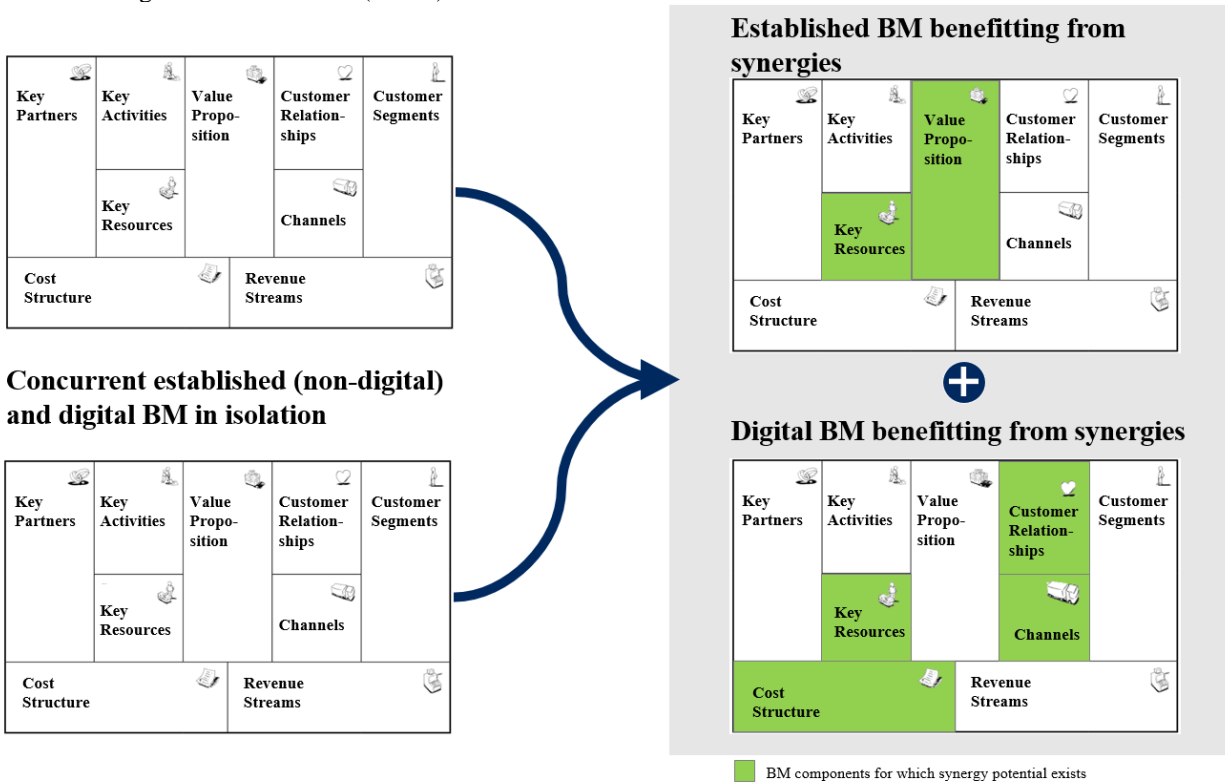 Key
Partners
Key
Activities
Value
Propo-
sition
Customer
Relation-
ships
Customer
Segments
Key
Resources
Channels
Cost
Structure
Revenue
Streams
Concurrent established (non-digital)
and digital BM in isolation
Key
Partners
Key
Activities
Value
Propo-
sition
Customer
Relation-
ships
Customer
Segments
Key
Resources
Channels
Cost
Structure
Revenue
Streams
Established BM benefitting from
synergies
Key
Partners
Key
Activities
Value
Propo-
sition
Customer
Relation-
ships
Customer
Segments
Key
Resources
Channels
Cost
Structure
Revenue
Streams
Digital BM benefitting from synergies
Key
Partners
Key
Activities
Value
Propo-
sition
Customer
Relation-
ships
Customer
Segments
Key
Resources
Channels
Cost
Structure
Revenue
Streams
BM components for which synergy potential exists